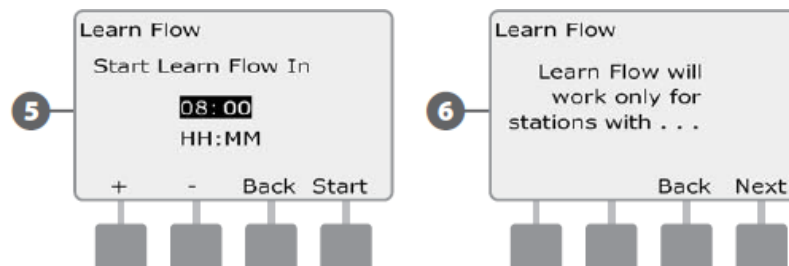 Learn Flow
Start Learn Flow In
08:00
HH:MM
+ - Back Start
5
Learn Flow
Learn Flow will
work only for
stations with . . .
Back Next
6